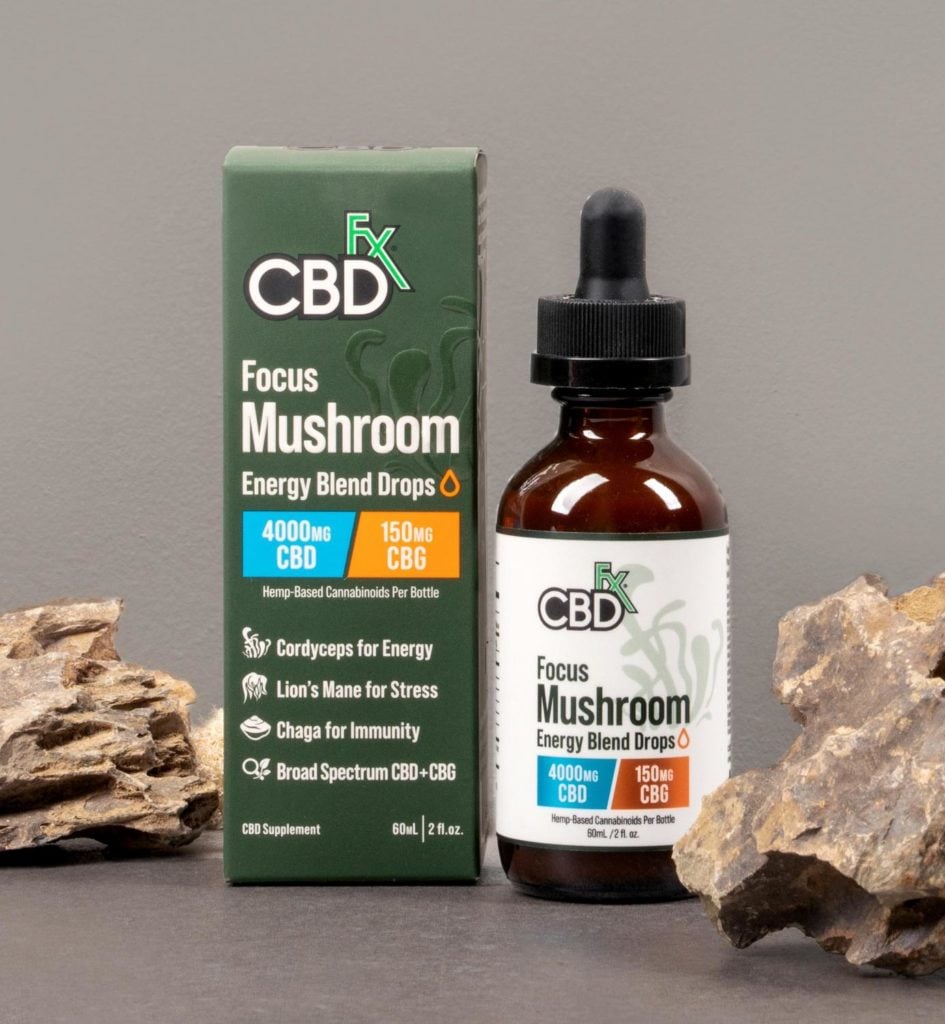 CBD Fx
Focus
Mushroom
Energy Blend Drops
4000MG
CBD
150MG
CBG
Hemp-Based Cannabinoids Per Bottle
Cordyceps for Energy
Lion's Mane for Stress
Chaga for Immunity
Broad Spectrum CBD+CBG
CBD Supplement
60ML | 2 fl. oz.
CBD Fx
Focus
Mushroom
Energy Blend Drops
4000MG
CBD
150MG
CBG
Hemp-Based Cannabinoids Per Bottle
60mL / 2 fl. oz.